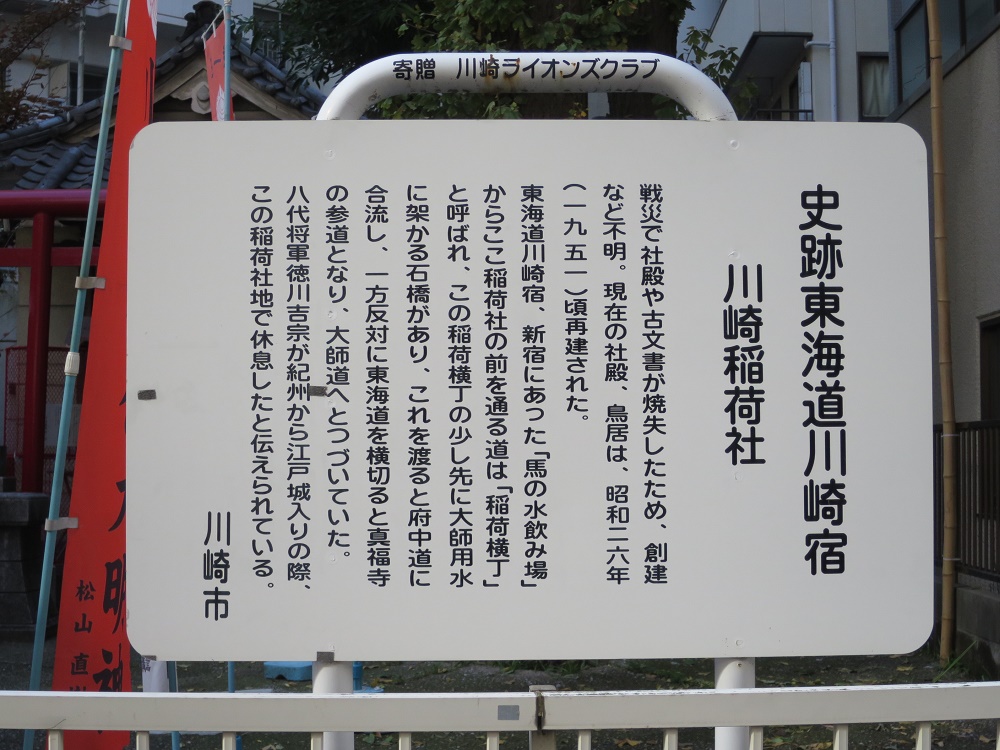 寄贈 川崎ライオンズクラブ
史跡東海道川崎宿
川崎稲荷社
戦災で社殿や古文書が焼失したため、創建
など不明。現在の社殿、鳥居は、昭和二六年
(一九五一)頃再建された。
東海道川崎宿、新宿にあった「馬の水飲み場」
からここ稲荷社の前を通る道は「稲荷横丁」
と呼ばれ、この稲荷横丁の少し先に大師用水
に架かる石橋があり、これを渡ると府中道に
合流し、一方反対に東海道を横切ると真福寺
の参道となり、大師道へとつづいていた。
八代将軍徳川吉宗が紀州から江戸城入りの際、
この稲荷社地で休息したと伝えられている。
川崎市
明神
松山 直